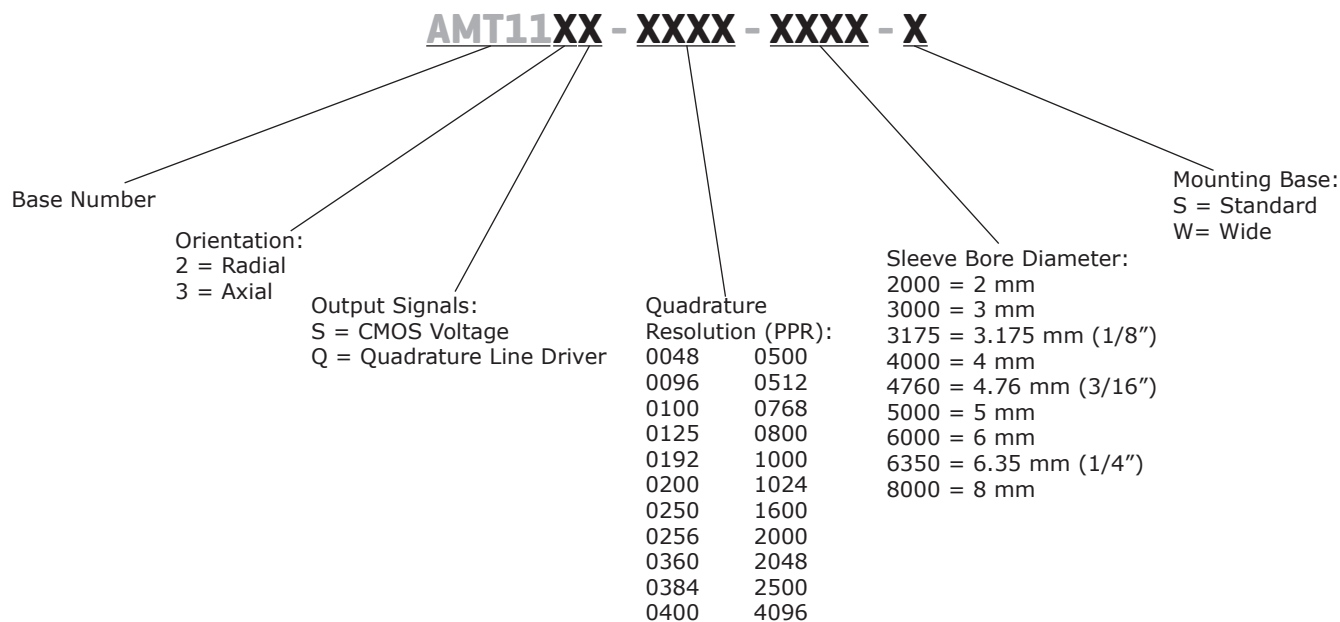 AMT11XX - XXXX - XXXX - X
Base Number
Orientation:
2 = Radial
3 = Axial
Output Signals:
S = CMOS Voltage
Q = Quadrature Line Driver
Quadrature
Resolution (PPR):
0048 0500
0096 0512
0100 0768
0125 0800
0192 1000
0200 1024
0250 1600
0256 2000
0360 2048
0384 2500
0400 4096
Sleeve Bore Diameter:
2000 = 2 mm
3000 = 3 mm
3175 = 3.175 mm (1/8″)
4000 = 4 mm
4760 = 4.76 mm (3/16″)
5000 = 5 mm
6000 = 6 mm
6350 = 6.35 mm (1/4″)
8000 = 8 mm
Mounting Base:
S = Standard
W= Wide